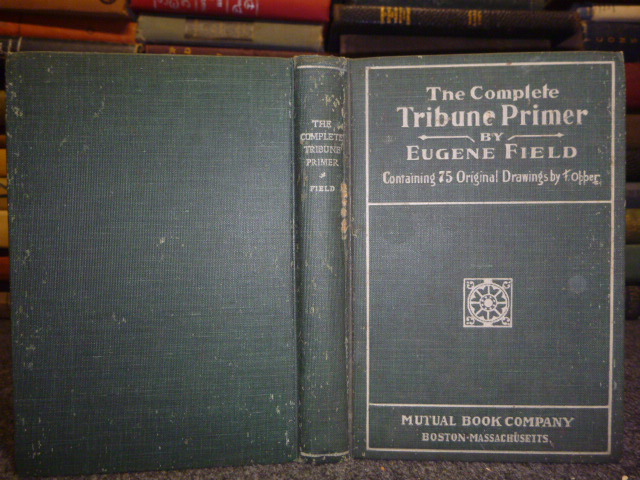 THE
COMPLETE
TRIBUNE
PRIMER
FIELD
The Complete
Tribune Primer
BY
EUGENE FIELD
Containing 75 Original Drawings by F. Opper
MUTUAL BOOK COMPANY
BOSTON-MASSACHUSETTS